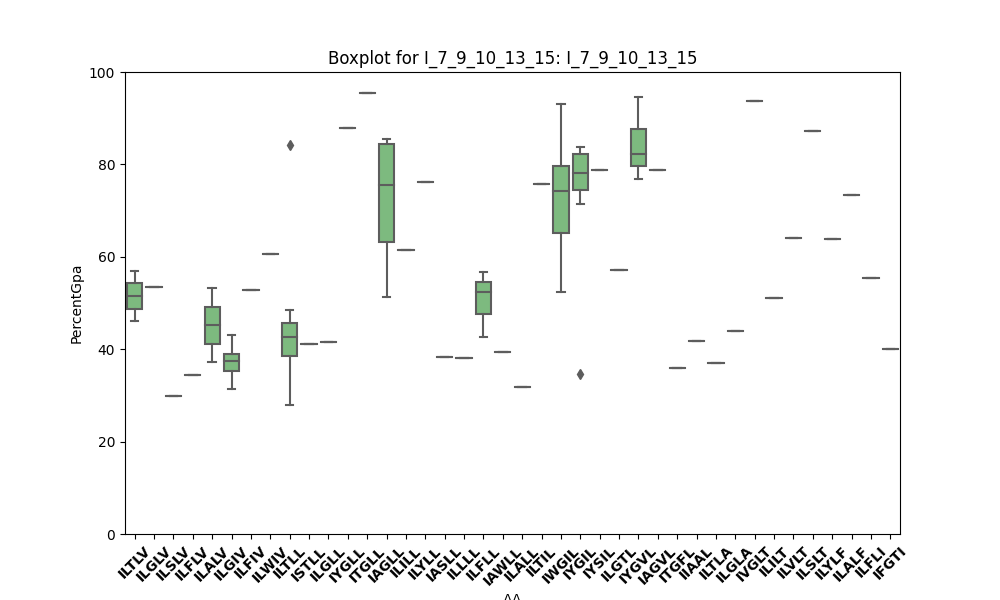 Boxplot for I_7_9_10_13_15: I_7_9_10_13_15
PercentGpa
100
80
60
40
20
0
ILTLV ILGLV ILSLV ILFLV ILALV ILGIV ILFIV ILWIV ILTLL ISTLL ILGLL IYGLL ITGLL IAGLL ILILL ILYLL IASLL ILLLL ILFLL IAWLL ILALL ILTIL IWGIL IYGIL IYSIL ILGTL IYGVL IAGVL ITGFL IIAAL ILTLA ILGLA IVGLT ILILT ILVLT ILSLT ILYLF ILALF ILFLI IFGTI